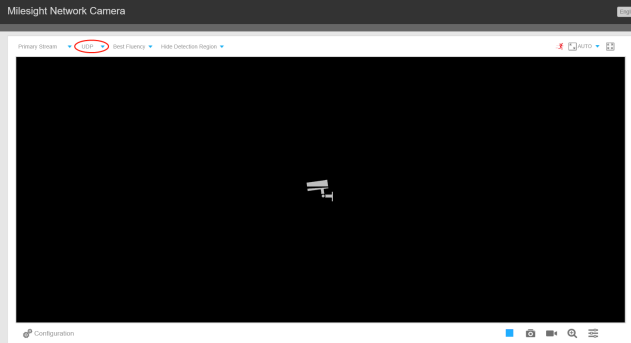 Milesight Network Camera
Primary Stream UDP Best Fluency Hide Detection Region AUTO
Configuration